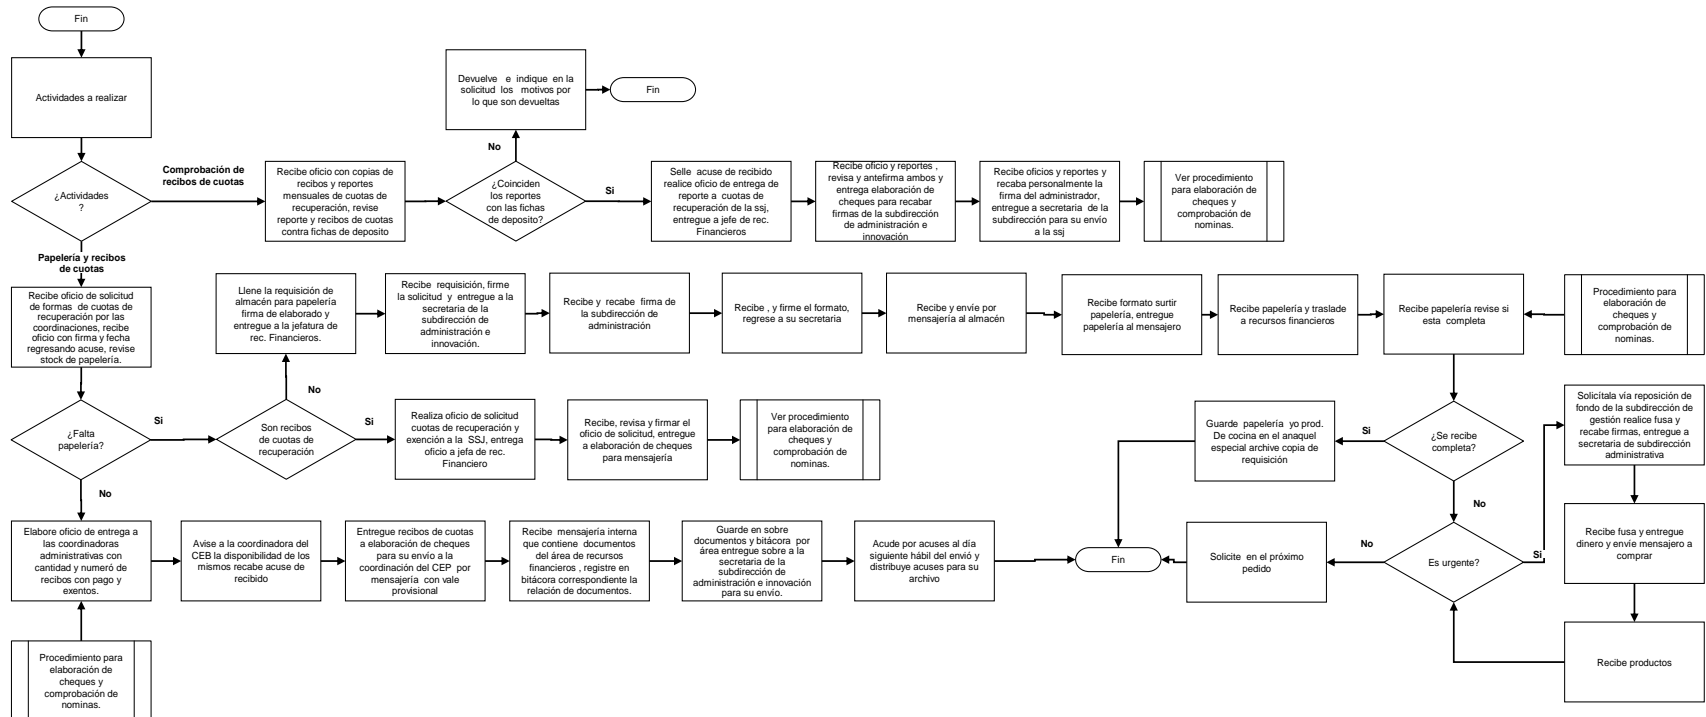 Fin
Actividades a realizar
¿Actividades
?
Comprobación de
recibos de cuotas
Recibe oficio con copias de
recibos y reportes
mensuales de cuotas de
recuperación, revise
reporte y recibos de cuotas
contra fichas de deposito
¿Coinciden
los reportes
con las fichas
de deposito?
No
Devuelve e indique en la
solicitud los motivos por
lo que son devueltas
Fin
Si
Selle acuse de recibido
realice oficio de entrega de
reporte a cuotas de
recuperación de la ssj,
entregue a jefe de rec.
Financieros
Recibe oficio y reportes ,
revisa y antefirma ambos y
entrega elaboración de
cheques para recabar
firmas de la subdirección
de administración e
innovación
Recibe oficios y reportes y
recaba personalmente la
firma del administrador,
entregue a secretaria de la
subdirección para su envío
a la ssj
Ver procedimiento
para elaboración de
cheques y
comprobación de
nominas.
Papelería y recibos
de cuotas
Recibe oficio de solicitud
de formas de cuotas de
recuperación por las
coordinaciones, recibe
oficio con firma y fecha
regresando acuse, revise
stock de papelería.
¿Falta
papelería?
Si
Son recibos
de cuotas de
recuperación
No
Llene la requisición de
almacén para papelería
firma de elaborado y
entregue a la jefatura de
rec. Financieros.
Recibe requisición, firme
la solicitud y entregue a la
secretaria de la
subdirección de
administración e
innovación.
Recibe y recabe firma de
la subdirección de
administración
Recibe , y firme el formato,
regrese a su secretaria
Recibe y envíe por
mensajería al almacén
Recibe formato surtir
papelería, entregue
papelería al mensajero
Recibe papelería y traslade
a recursos financieros
Recibe papelería revise si
esta completa
Procedimiento para
elaboración de
cheques y
comprobación de
nominas.
Si
Realiza oficio de solicitud
cuotas de recuperación y
exención a la SSJ, entrega
oficio a jefa de rec.
Financiero
Recibe, revisa y firmar el
oficio de solicitud, entregue
a elaboración de cheques
para mensajería
Ver procedimiento
para elaboración de
cheques y
comprobación de
nominas.
¿Se recibe
completa?
Si
Guarde papelería yo prod.
De cocina en el anaquel
especial archive copia de
requisición
No
Es urgente?
No
Solicite en el próximo
pedido
Fin
Si
Solicítala vía reposición de
fondo de la subdirección de
gestión realice fusa y
recabe firmas, entregue a
secretaria de subdirección
administrativa
Recibe fusa y entregue
dinero y envíe mensajero a
comprar
Recibe productos
No
Elabore oficio de entrega a
las coordinadoras
administrativas con
cantidad y numeró de
recibos con pago y
exentos.
Avise a la coordinadora del
CEB la disponibilidad de los
mismos recabe acuse de
recibido
Entregue recibos de cuotas
a elaboración de cheques
para su envío a la
coordinación del CEP por
mensajería con vale
provisional
Recibe mensajería interna
que contiene documentos
del área de recursos
financieros , registre en
bitácora correspondiente la
relación de documentos.
Guarde en sobre
documentos y bitácora por
área entregue sobre a la
secretaria de la
subdirección de
administración e innovación
para su envío.
Acude por acuses al día
siguiente hábil del envió y
distribuye acuses para su
archivo
Procedimiento para
elaboración de
cheques y
comprobación de
nominas.